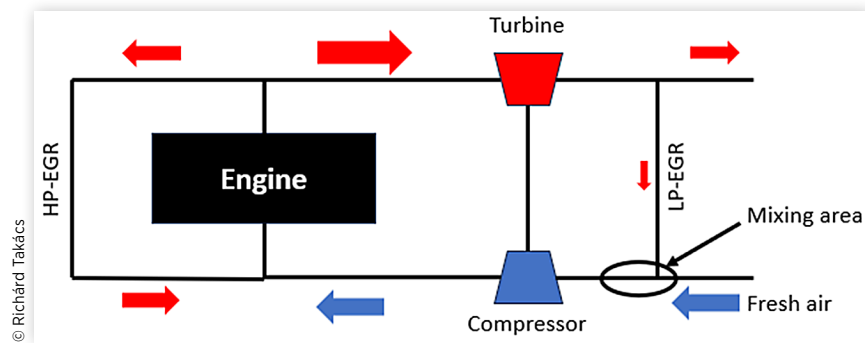 Turbine
HP-EGR
Engine
LP-EGR
Mixing area
Fresh air
Compressor
© Richárd Takács